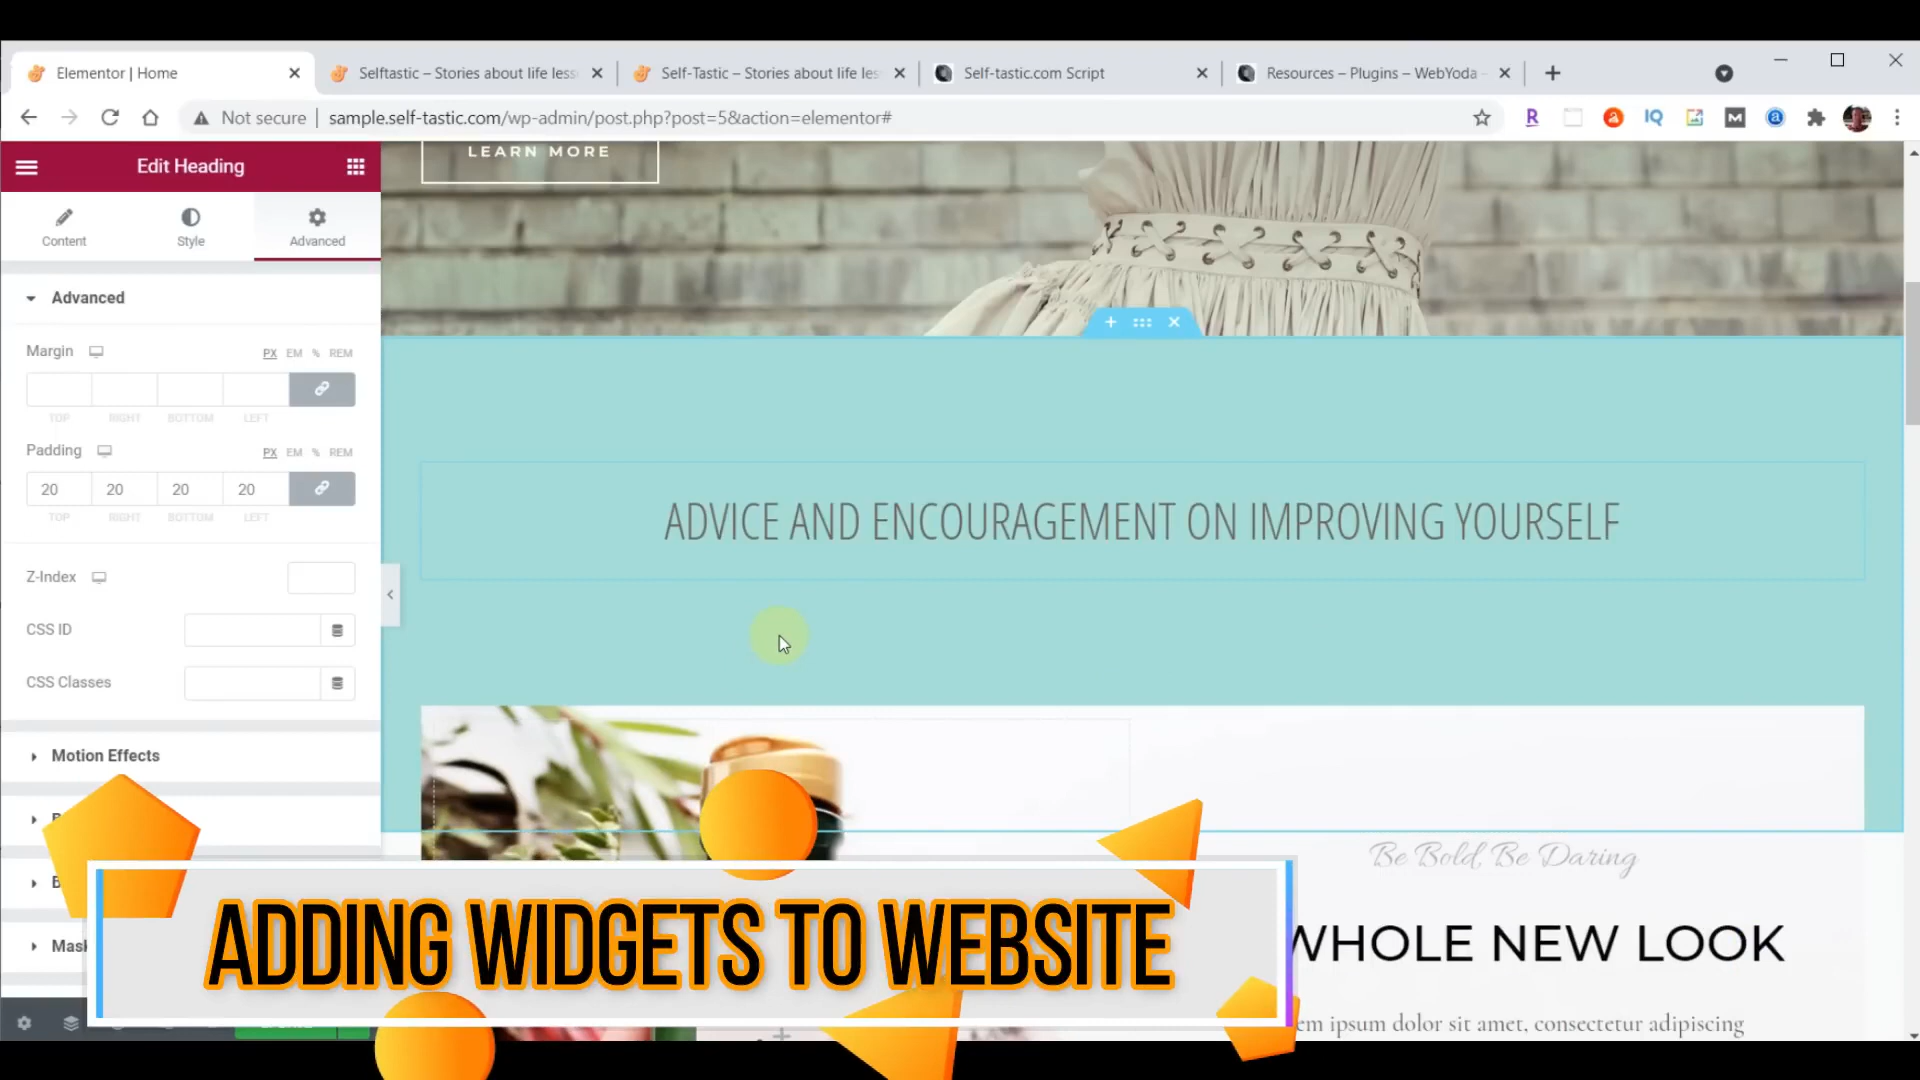 Elementor | Home
Selftastic – Stories about life less
Self-Tastic – Stories about life les
Self-tastic.com Script
Resources – Plugins – WebYoda -
Not secure | sample.self-tastic.com/wp-admin/post.php?post=5&action=elementor#
Edit Heading
LEARN MORE
Content
Style
Advanced
Advanced
Margin
PX EM % REM
TOP RIGHT BOTTOM LEFT
Padding
PX EM % REM
20 20 20 20
TOP RIGHT BOTTOM LEFT
Z-Index
CSS ID
CSS Classes
Motion Effects
Mask
ADVICE AND ENCOURAGEMENT ON IMPROVING YOURSELF
Be Bold, Be Daring
WHOLE NEW LOOK
em ipsum dolor sit amet, consectetur adipiscing
ADDING WIDGETS TO WEBSITE